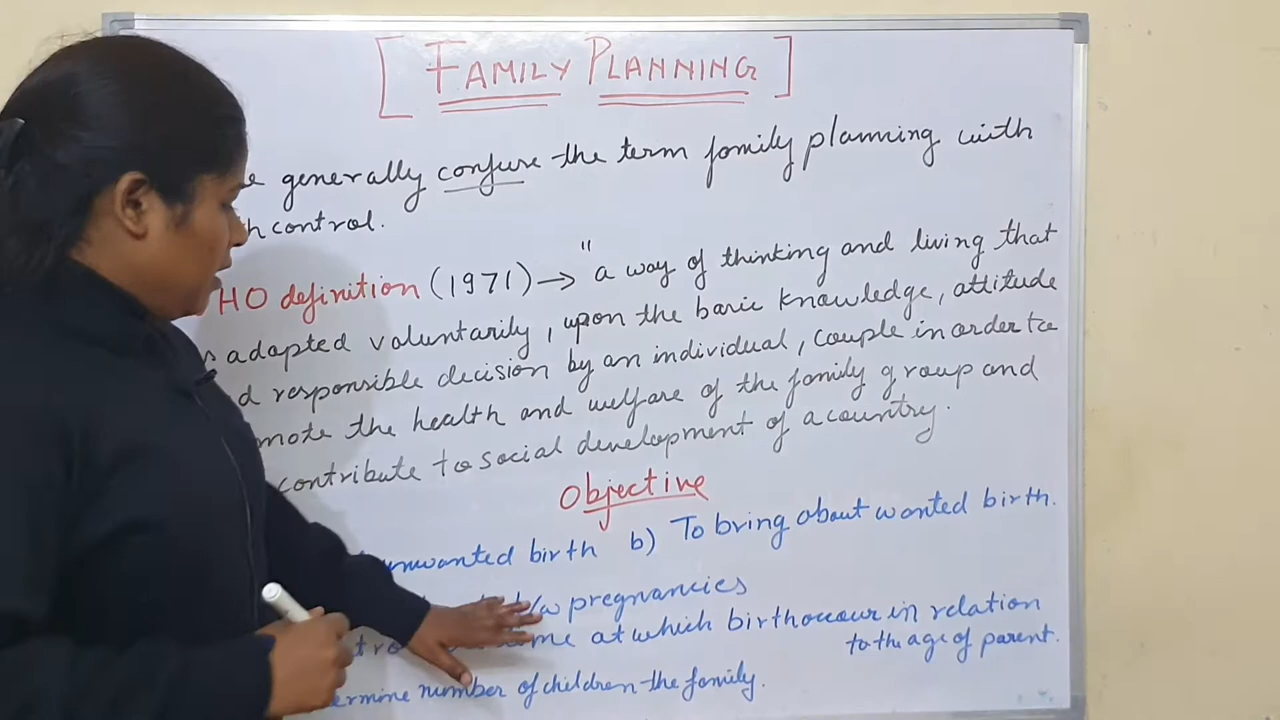 [ FAMILY PLANNING ]
generally confuse the term family planning with
control.
HO definition (1971) → " a way of thinking and living that
adapted voluntarily, upon the basic knowledge, attitude
responsible decision by an individual, couple in order to
the health and welfare of the family group and
contribute to social development of a country.
Objective
unwanted birth b) To bring about wanted birth.
b/w pregnancies
at which birth occur in relation
to the age of parent.
number of children the family.